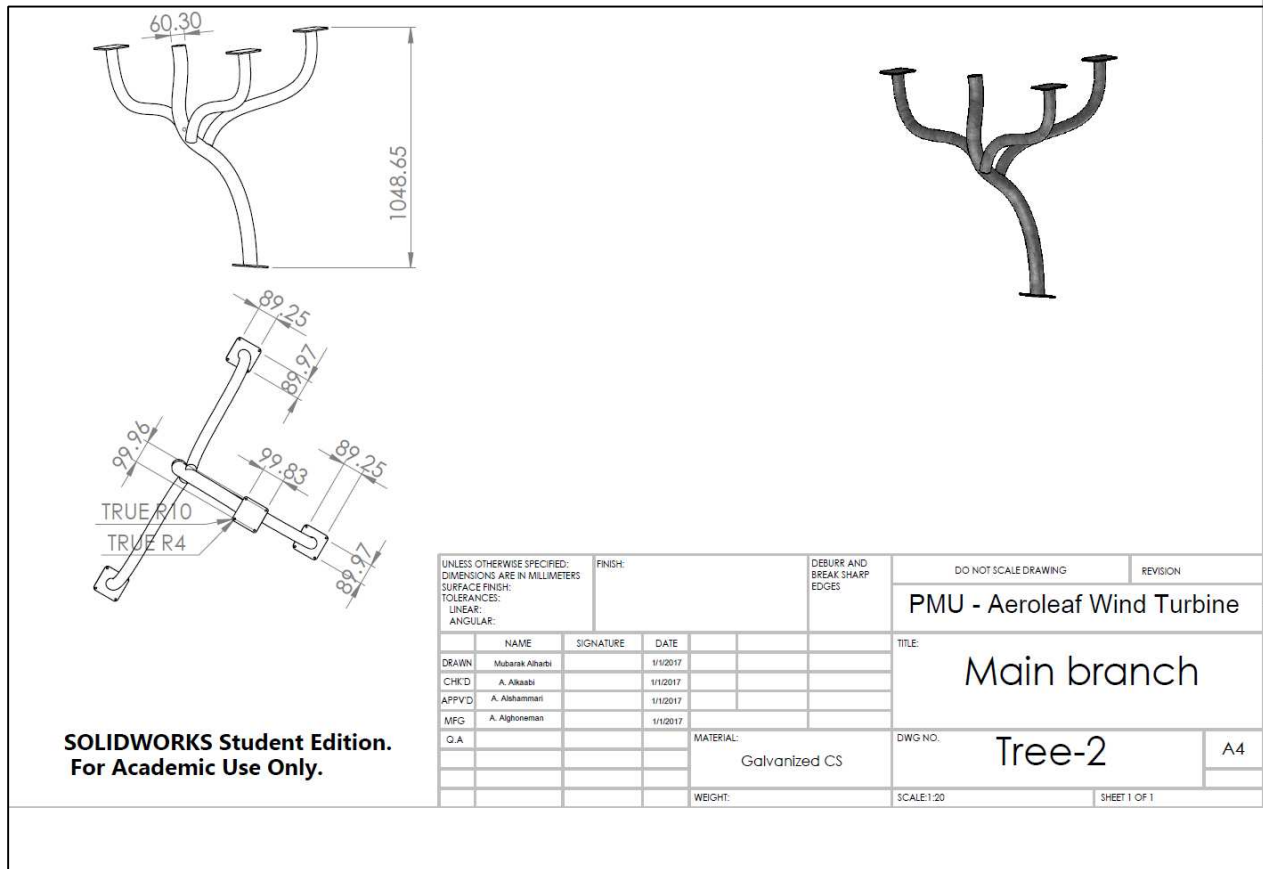 60.30
1048.65
89.25
89.97
99.96
99.83
89.25
TRUE R10
TRUE R4
89.97
SOLIDWORKS Student Edition.
For Academic Use Only.
UNLESS OTHERWISE SPECIFIED:
DIMENSIONS ARE IN MILLIMETERS
SURFACE FINISH:
TOLERANCES:
LINEAR:
ANGULAR:
FINISH:
DEBURR AND
BREAK SHARP
EDGES
DO NOT SCALE DRAWING
REVISION
PMU - Aeroleaf Wind Turbine
NAME SIGNATURE DATE
DRAWN Mubarak Alharbi 1/1/2017
CHK'D A. Alkaabi 1/1/2017
APPV'D A. Alshammari 1/1/2017
MFG A. Alghoneman 1/1/2017
Q.A
TITLE:
Main branch
MATERIAL:
Galvanized CS
DWG NO.
Tree-2
A4
WEIGHT:
SCALE:1:20
SHEET 1 OF 1